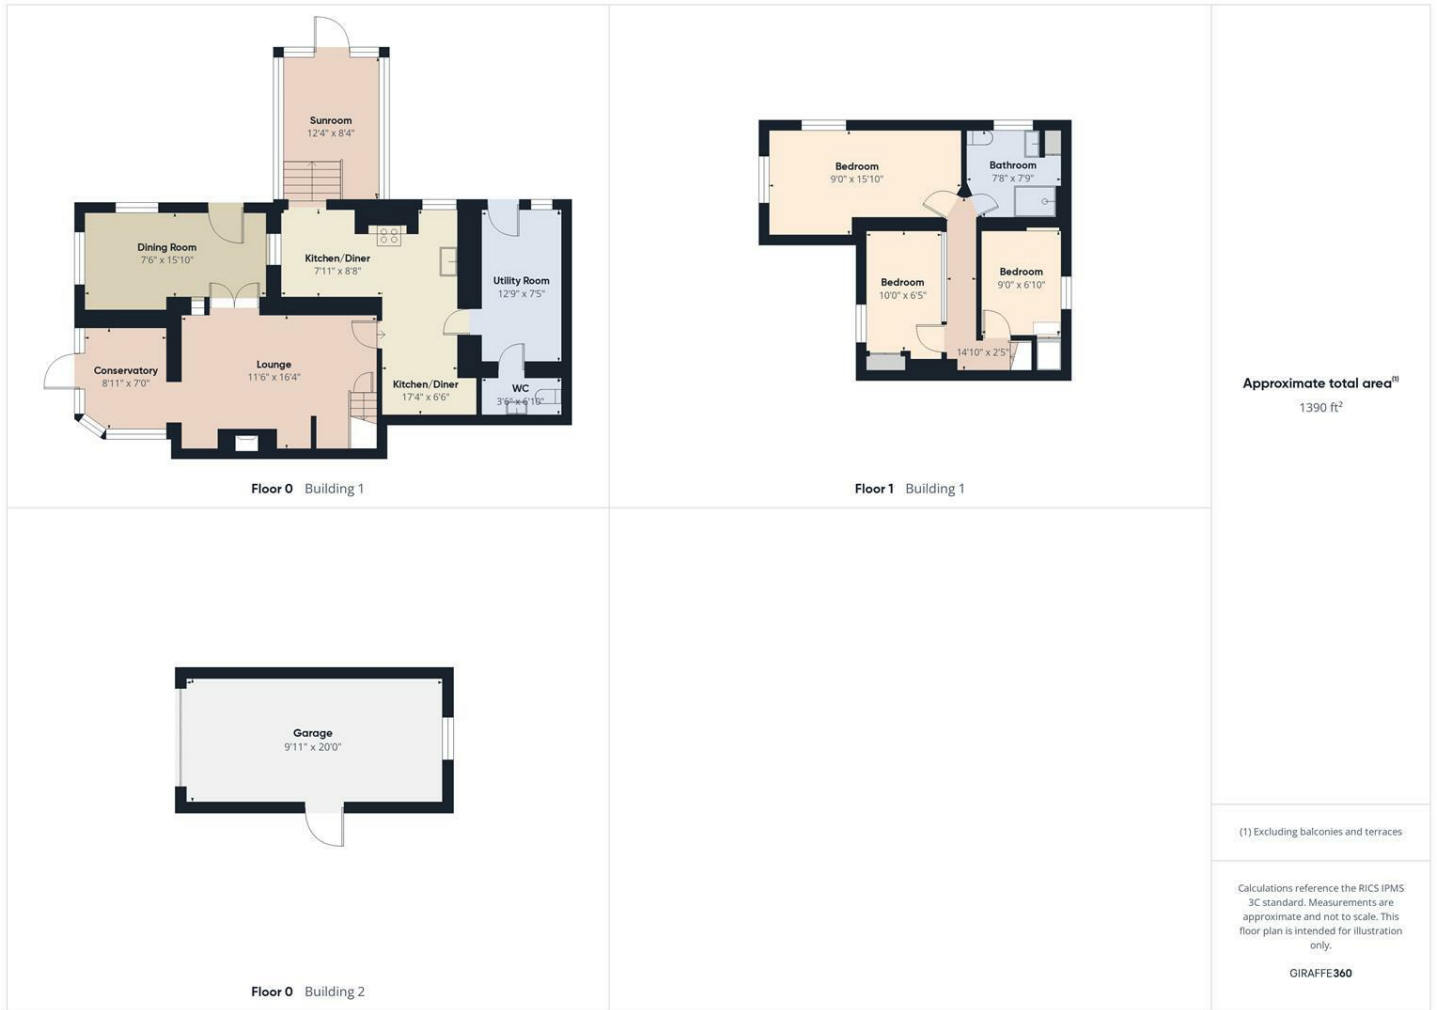 Sunroom
12'4" x 8'4"
Dining Room
7'6" x 15'10"
Kitchen/Diner
7'11" x 8'8"
Utility Room
12'9" x 7'5"
Conservatory
8'11" x 7'0"
Lounge
11'6" x 16'4"
Kitchen/Diner
17'4" x 6'6"
WC
3'6" x 6'10"
Floor 0 Building 1
Bedroom
9'0" x 15'10"
Bathroom
7'8" x 7'9"
Bedroom
10'0" x 6'5"
Bedroom
9'0" x 6'10"
14'10" x 2'5"
Floor 1 Building 1
Garage
9'11" x 20'0"
Floor 0 Building 2
Approximate total area(1)
1390 ft²
(1) Excluding balconies and terraces
Calculations reference the RICS IPMS
3C standard. Measurements are
approximate and not to scale. This
floor plan is intended for illustration
only.
GIRAFFE360